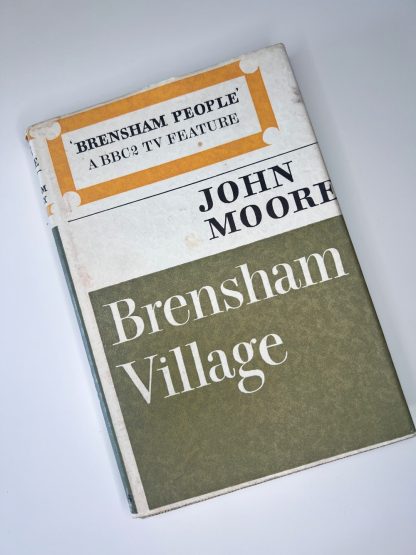 'BRENSHAM PEOPLE'
A BBC2 TV FEATURE
JOHN
MOORE
Brensham
Village